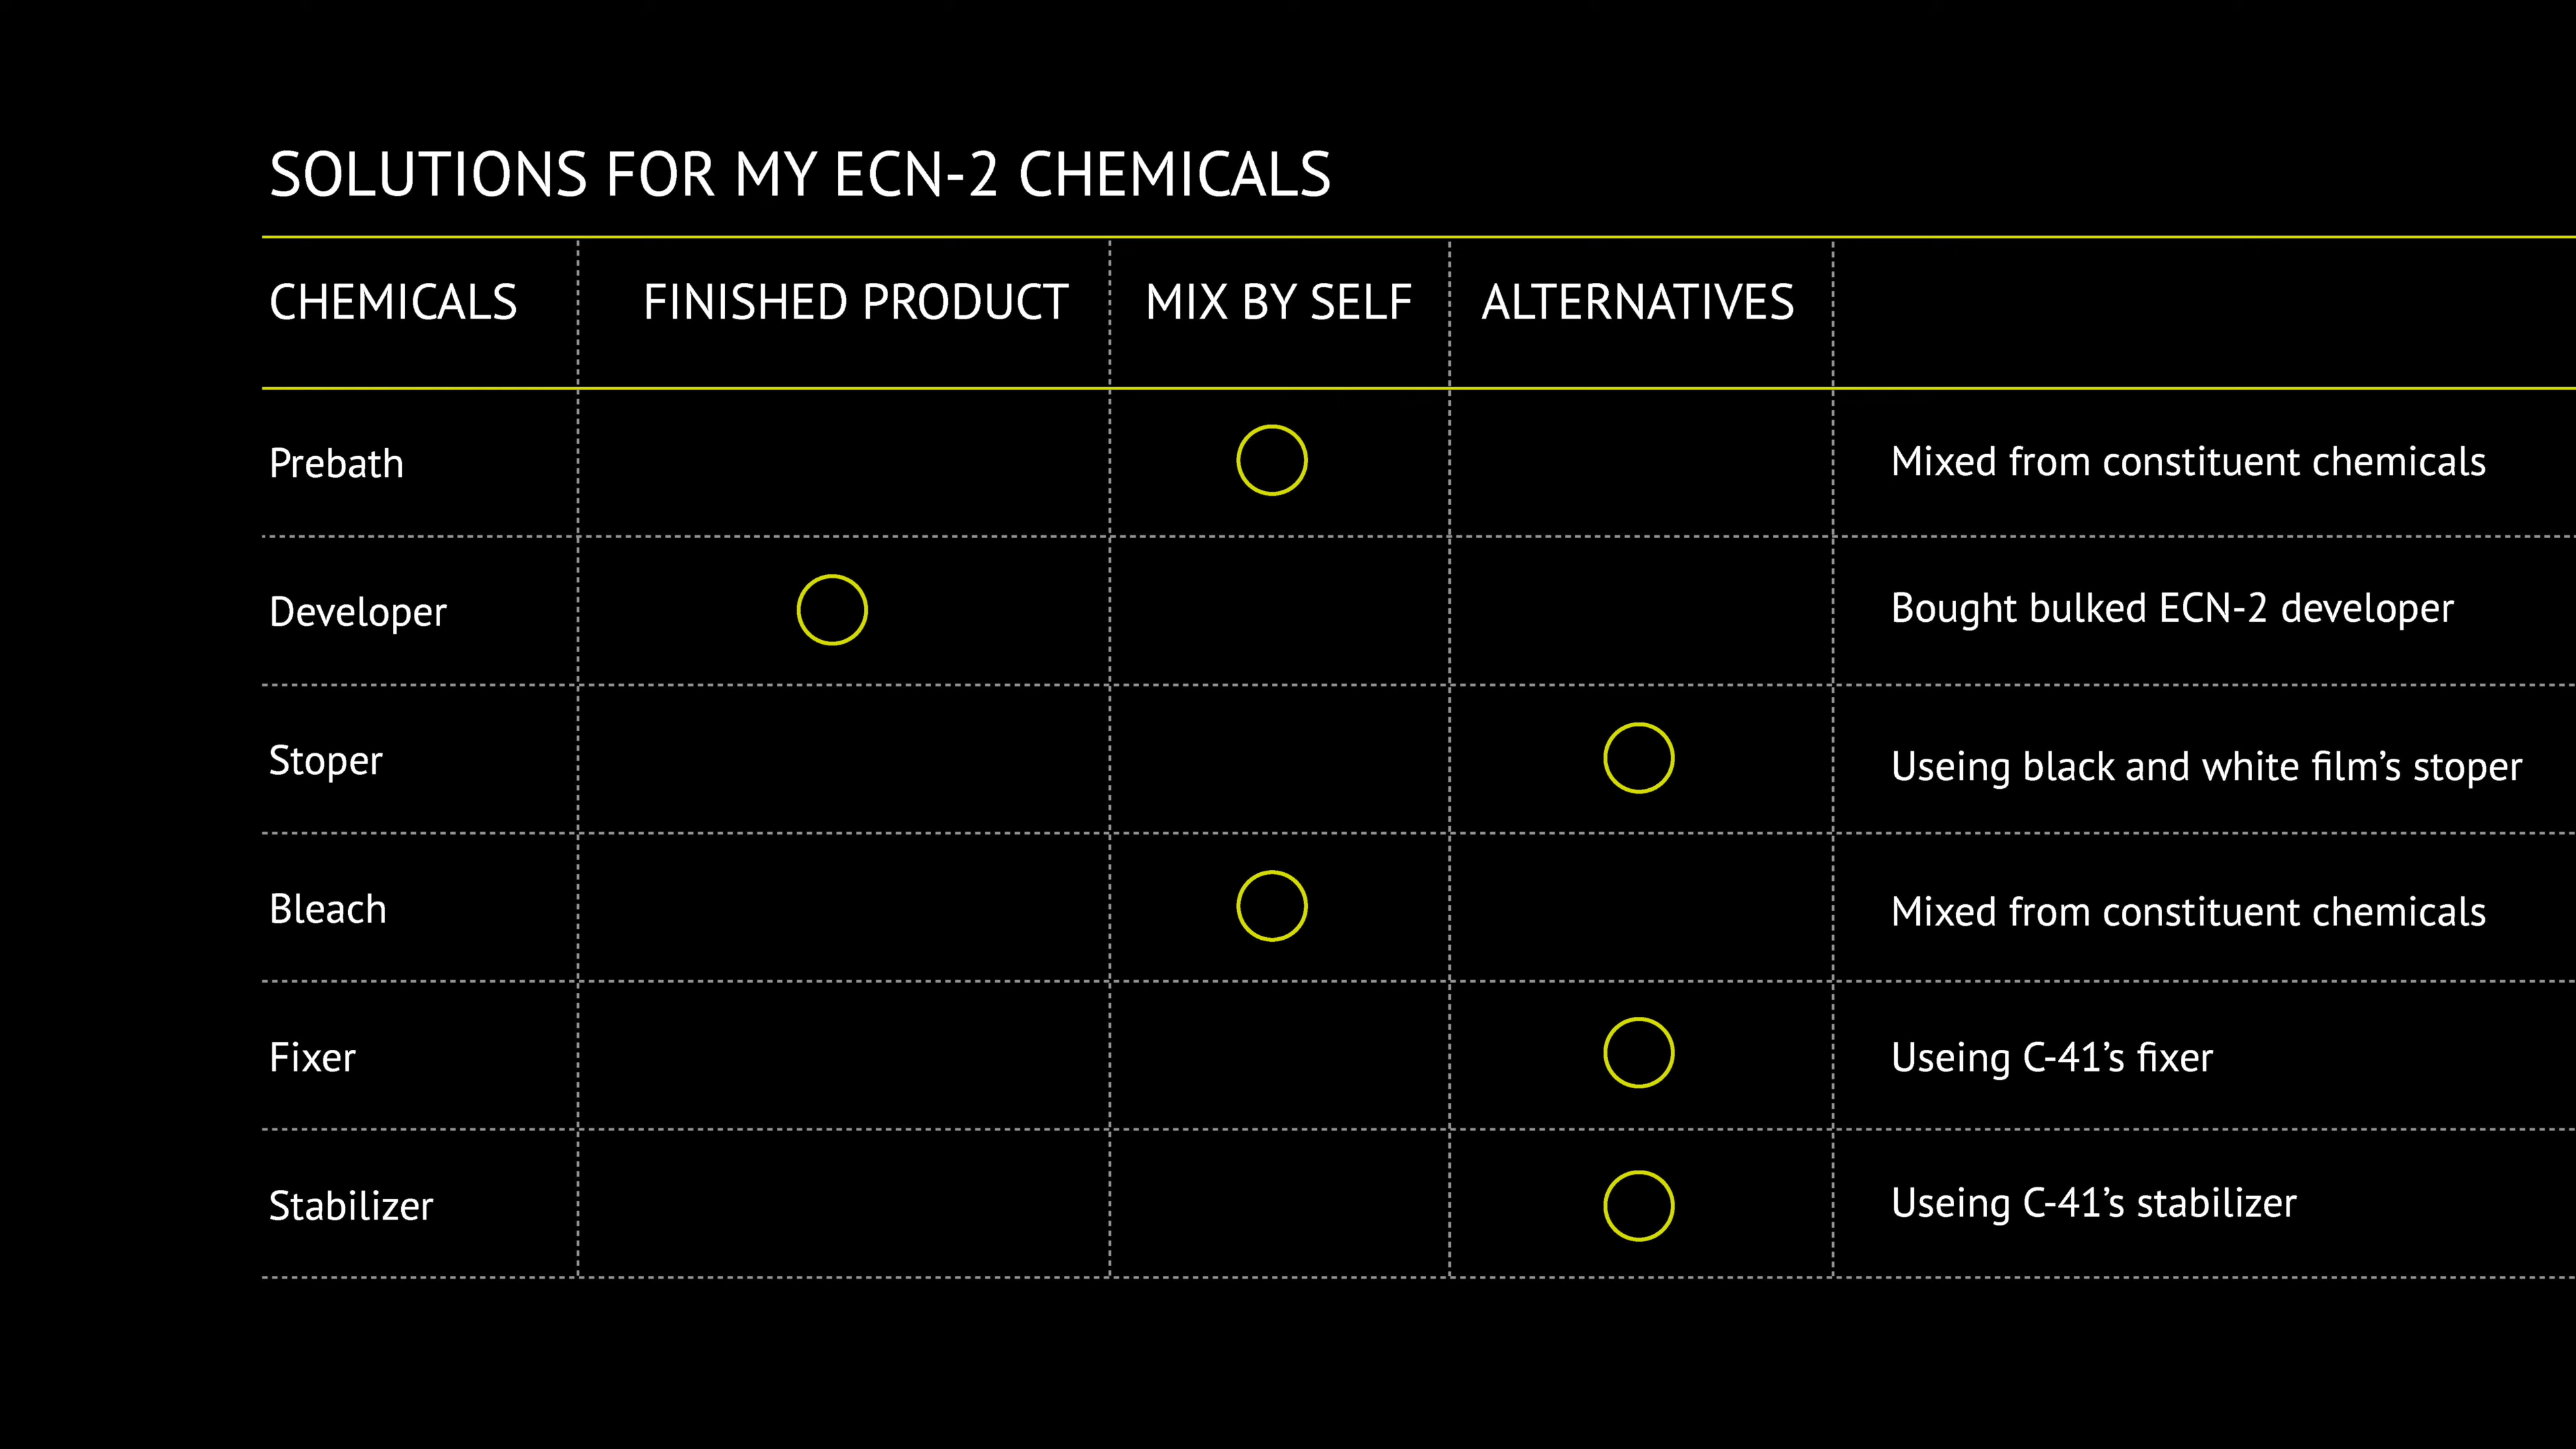 SOLUTIONS FOR MY ECN-2 CHEMICALS
CHEMICALS FINISHED PRODUCT MIX BY SELF ALTERNATIVES
Prebath Mixed from constituent chemicals
Developer Bought bulked ECN-2 developer
Stoper Useing black and white film’s stoper
Bleach Mixed from constituent chemicals
Fixer Useing C-41’s fixer
Stabilizer Useing C-41’s stabilizer